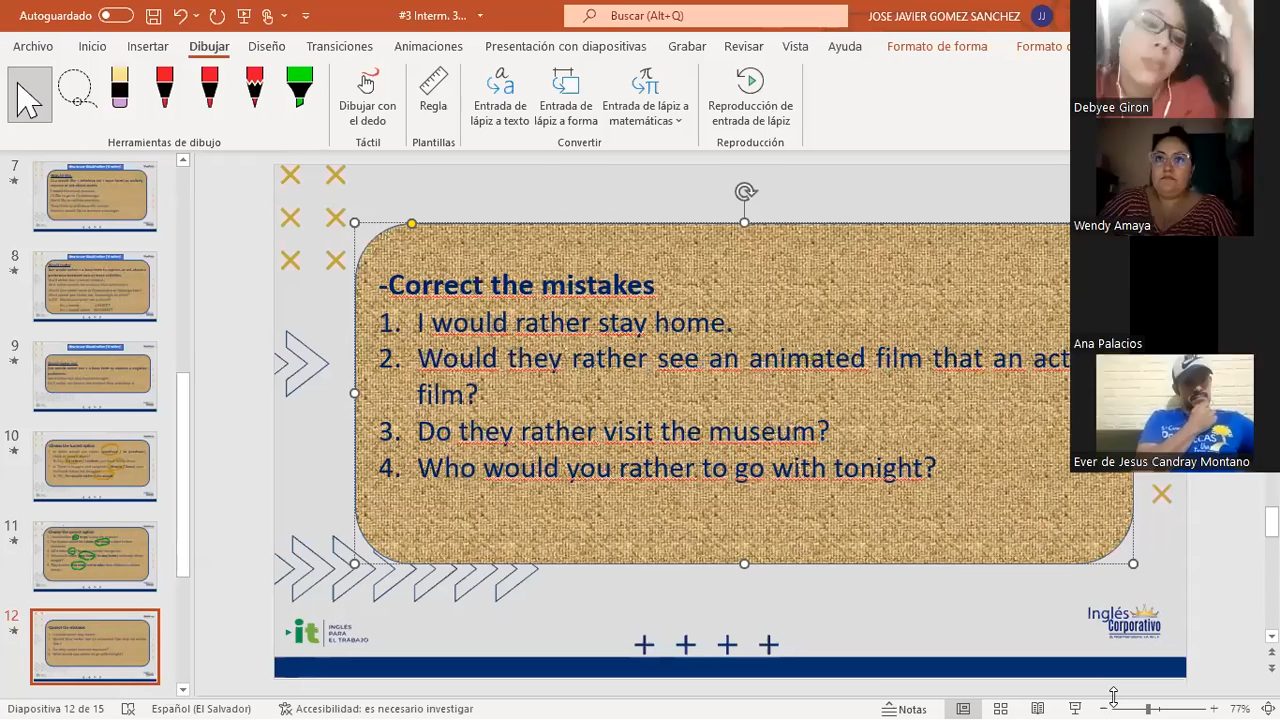 Autoguardado
#3 Interm. 3...
Buscar (Alt+Q)
JOSE JAVIER GOMEZ SANCHEZ
JJ
Archivo
Inicio
Insertar
Dibujar
Diseño
Transiciones
Animaciones
Presentación con diapositivas
Grabar
Revisar
Vista
Ayuda
Formato de forma
Formato d
Dibujar con
el dedo
Regla
Entrada de
lápiz a texto
Entrada de
lápiz a forma
Entrada de lápiz a
matemáticas
Reproducción de
entrada de lápiz
Herramientas de dibujo
Táctil
Plantillas
Convertir
Reproducción
Debyee Giron
Wendy Amaya
Ana Palacios
Ever de Jesus Candray Montano
7
8
9
10
11
12
-Correct the mistakes
1. I would rather stay home.
2. Would they rather see an animated film that an act
film?
3. Do they rather visit the museum?
4. Who would you rather to go with tonight?
it
INGLÉS
PARA
EL TRABAJO
Inglés
Corporativo
Diapositiva 12 de 15
Español (El Salvador)
Accesibilidad: es necesario investigar
Notas
77%